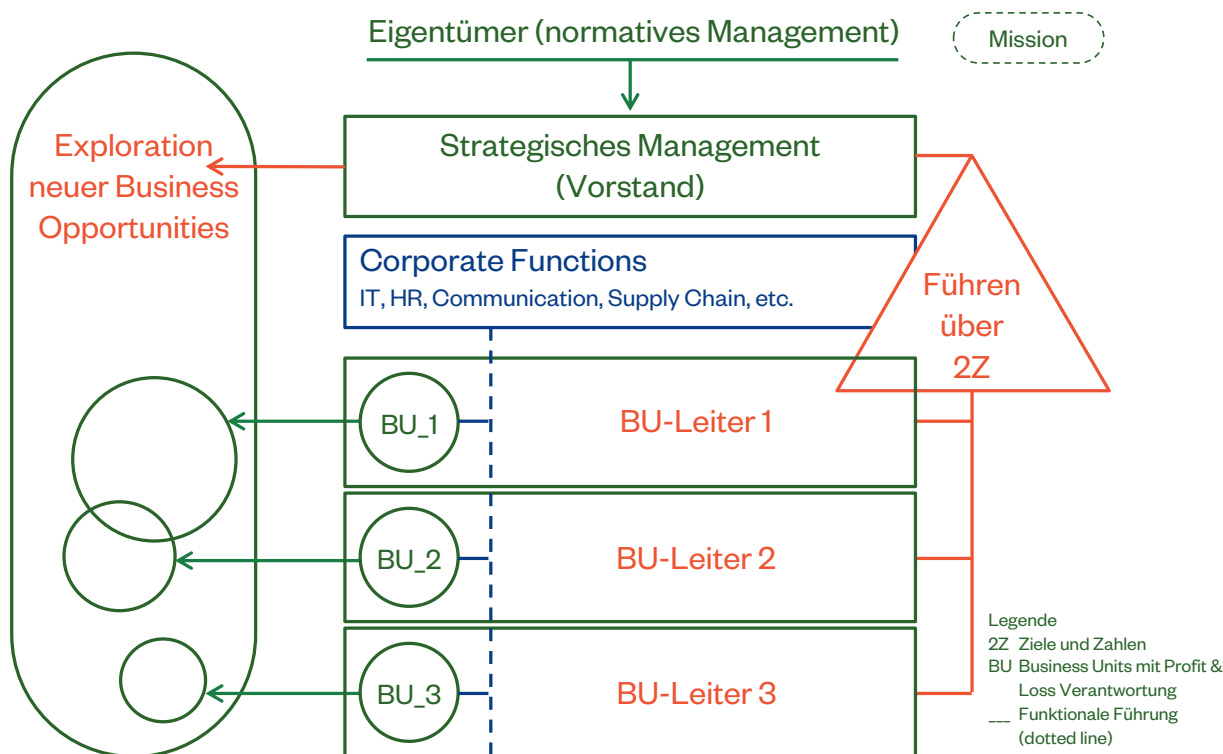 Eigentümer (normatives Management)
Mission
Exploration
neuer Business
Opportunities
Strategisches Management
(Vorstand)
Corporate Functions
IT, HR, Communication, Supply Chain, etc.
Führen
über
2Z
BU_1
BU-Leiter 1
BU_2
BU-Leiter 2
BU_3
BU-Leiter 3
Legende
2Z Ziele und Zahlen
BU Business Units mit Profit &
Loss Verantwortung
___ Funktionale Führung
(dotted line)